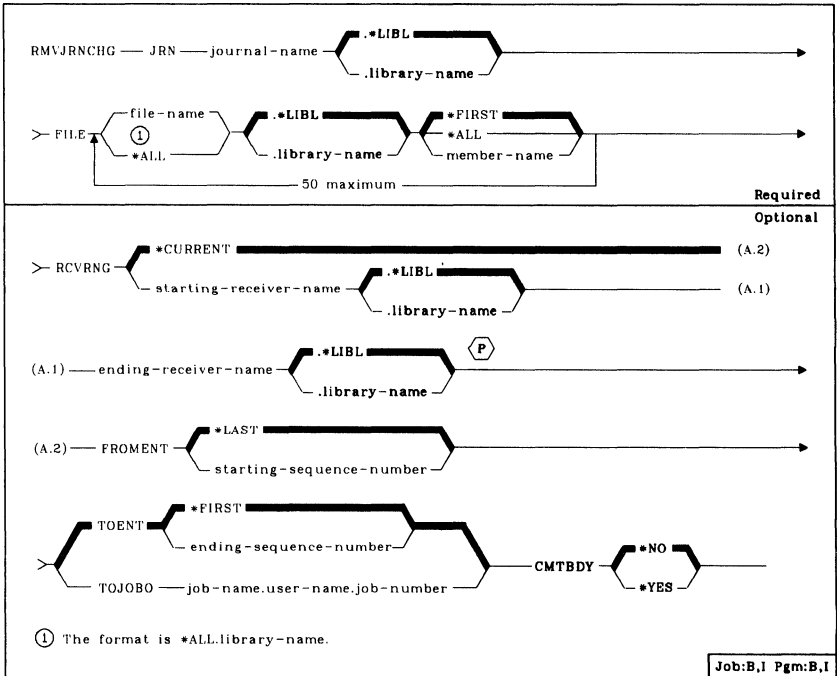 .*LIBL
RMVJRNCHG JRN journal-name
.library-name
file-name .*LIBL *FIRST
FILE ① *ALL
*ALL .library-name member-name
50 maximum
Required
Optional
*CURRENT (A.2)
RCVRNG .*LIBL
starting-receiver-name (A.1)
.library-name
.*LIBL P
(A.1) ending-receiver-name
.library-name
*LAST
(A.2) FROMENT
starting-sequence-number
*FIRST
TOENT
ending-sequence-number *NO
CMTBDY
TOJOBO job-name.user-name.job-number *YES
① The format is *ALL.library-name.
Job:B,I Pgm:B,I